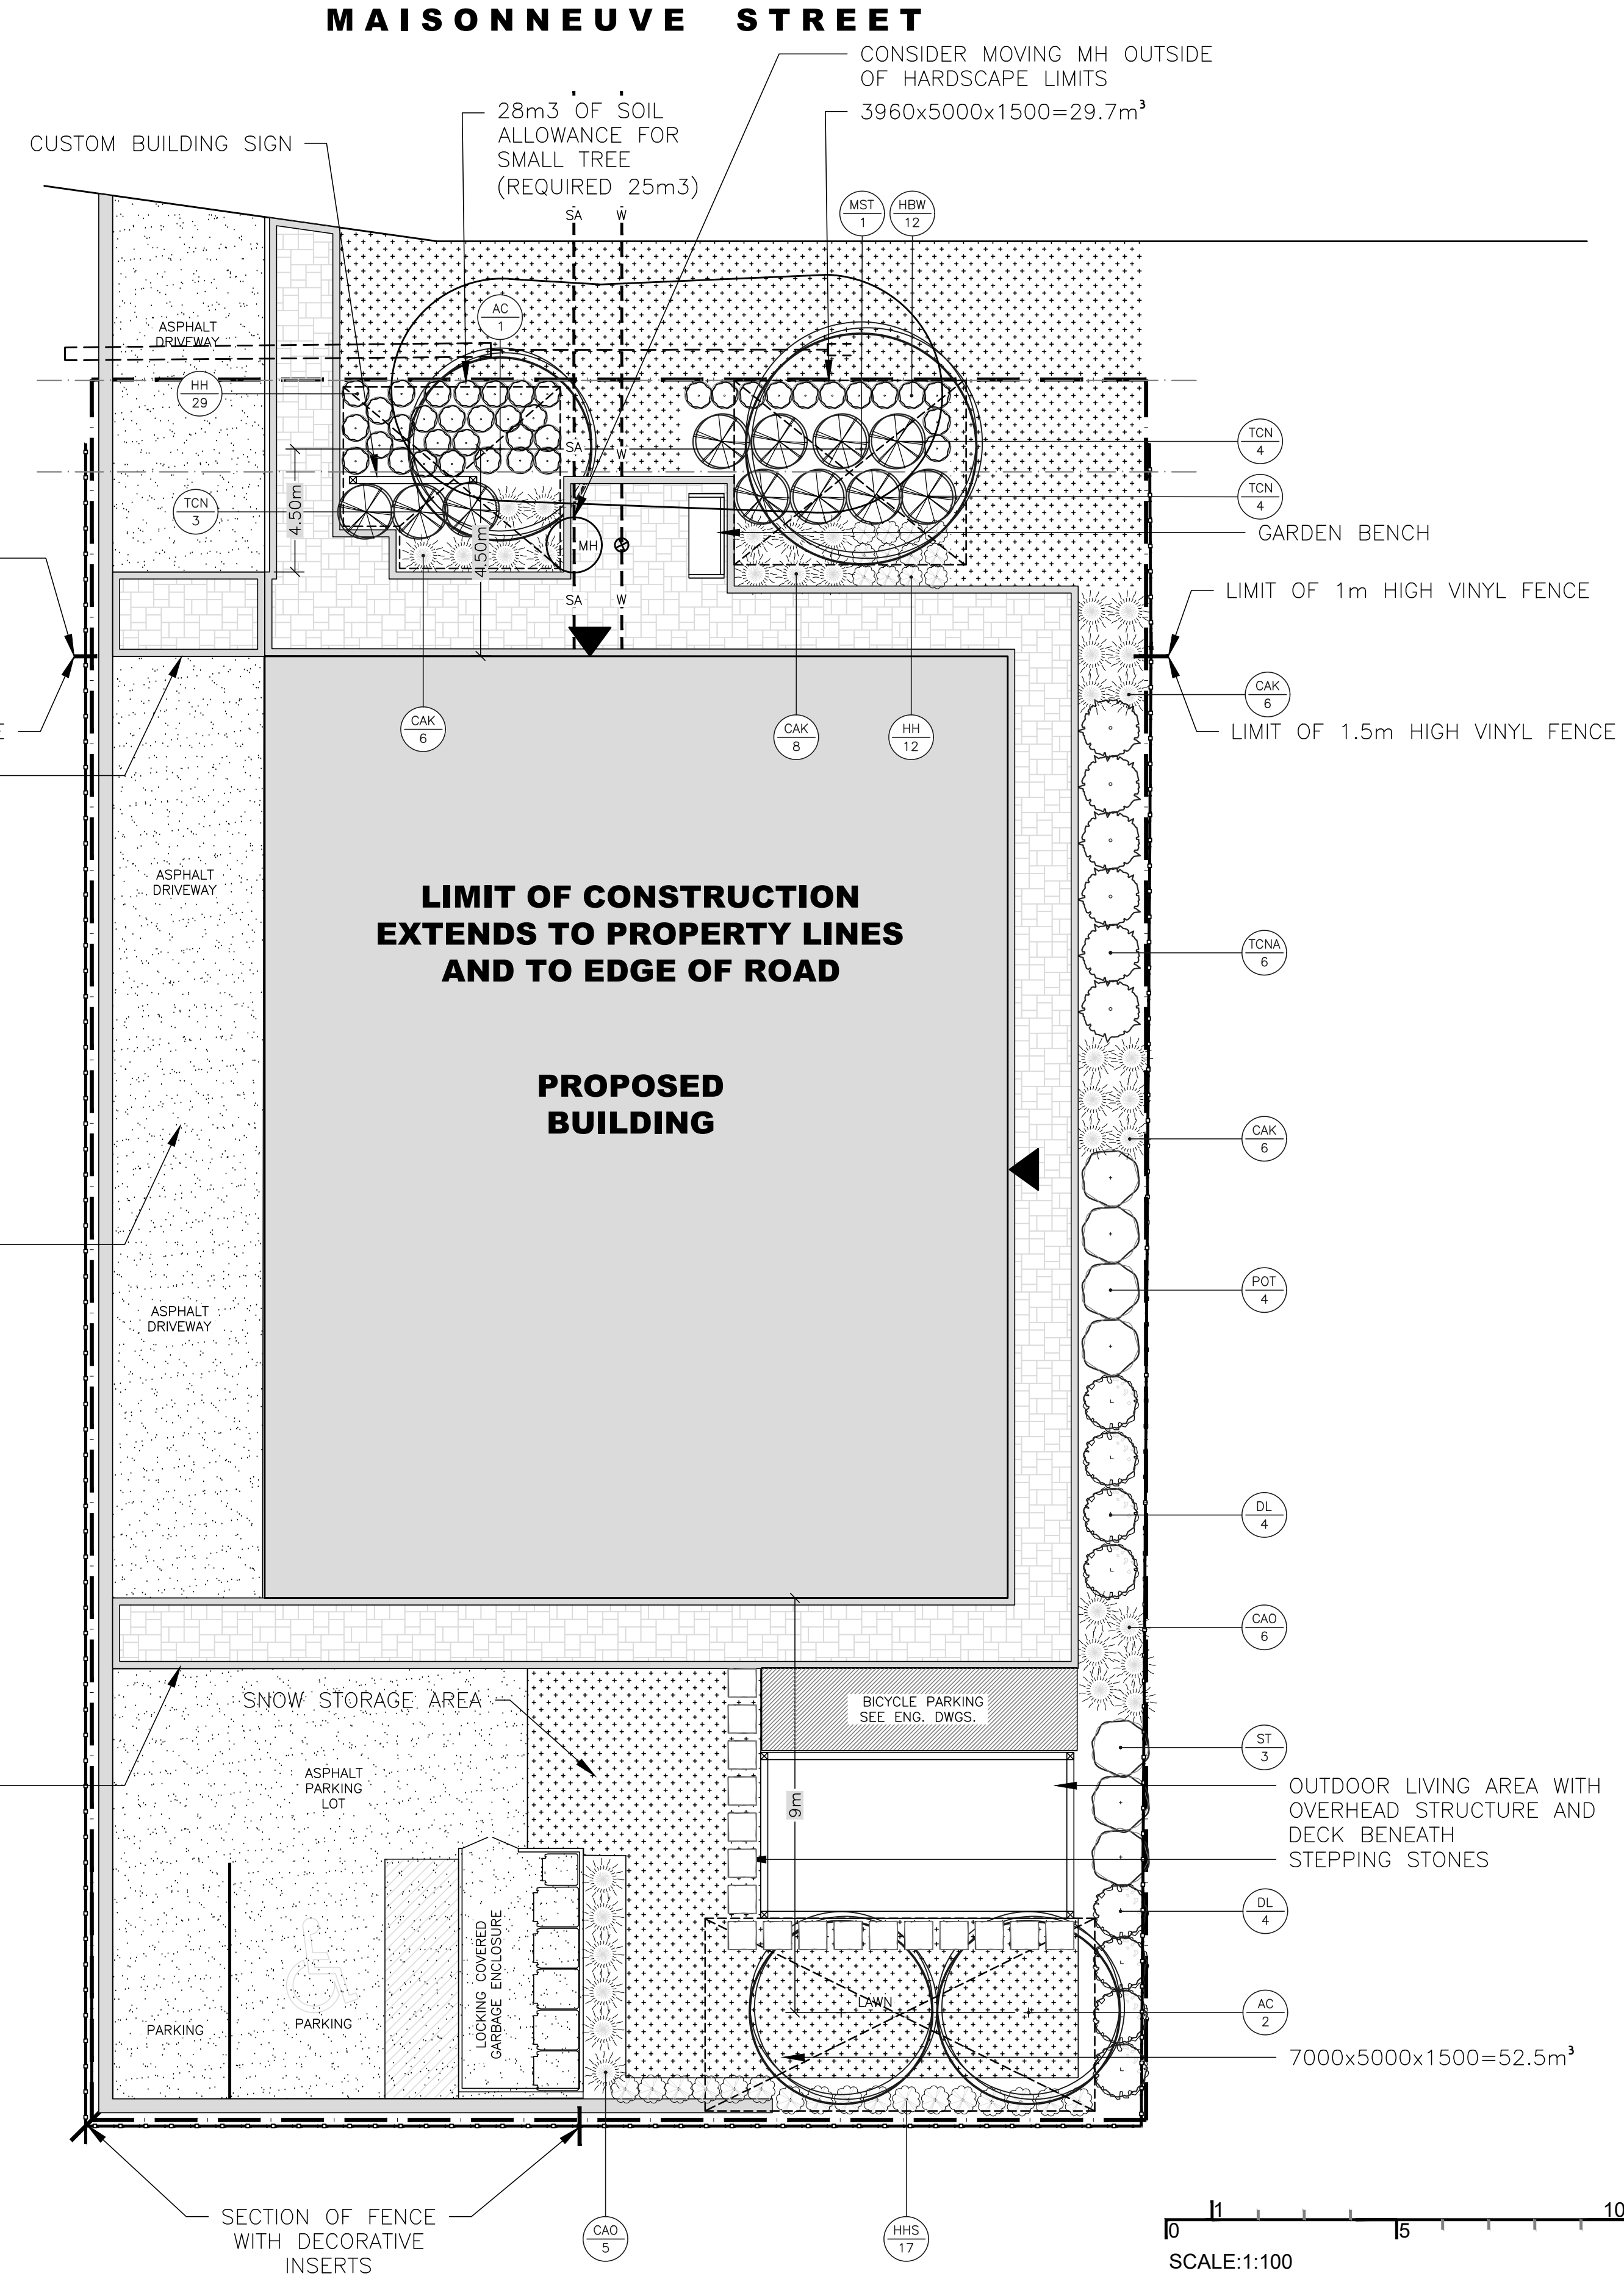 MAISONNEUVE STREET
CONSIDER MOVING MH OUTSIDE
OF HARDSCAPE LIMITS
28m3 OF SOIL
ALLOWANCE FOR
SMALL TREE
(REQUIRED 25m3)
3960x5000x1500=29.7m³
CUSTOM BUILDING SIGN
SA W
MST
1
HBW
12
AC
1
ASPHALT
DRIVEWAY
HH
29
TCN
4
SA
W
TCN
4
TCN
3
4.50m
4.50m
MH
GARDEN BENCH
SA W
LIMIT OF 1m HIGH VINYL FENCE
CAK
6
LIMIT OF 1.5m HIGH VINYL FENCE
E
CAK
6
CAK
8
HH
12
ASPHALT
DRIVEWAY
LIMIT OF CONSTRUCTION
EXTENDS TO PROPERTY LINES
AND TO EDGE OF ROAD
TCNA
6
PROPOSED
BUILDING
CAK
6
POT
4
ASPHALT
DRIVEWAY
DL
4
CAO
6
SNOW STORAGE AREA
BICYCLE PARKING
SEE ENG. DWGS.
ST
3
ASPHALT
PARKING
LOT
9m
OUTDOOR LIVING AREA WITH
OVERHEAD STRUCTURE AND
DECK BENEATH
STEPPING STONES
DL
4
LOCKING COVERED
GARBAGE ENCLOSURE
LAWN
AC
2
PARKING
PARKING
7000x5000x1500=52.5m³
SECTION OF FENCE
WITH DECORATIVE
INSERTS
CAO
5
HHS
17
1
10
0
5
SCALE:1:100